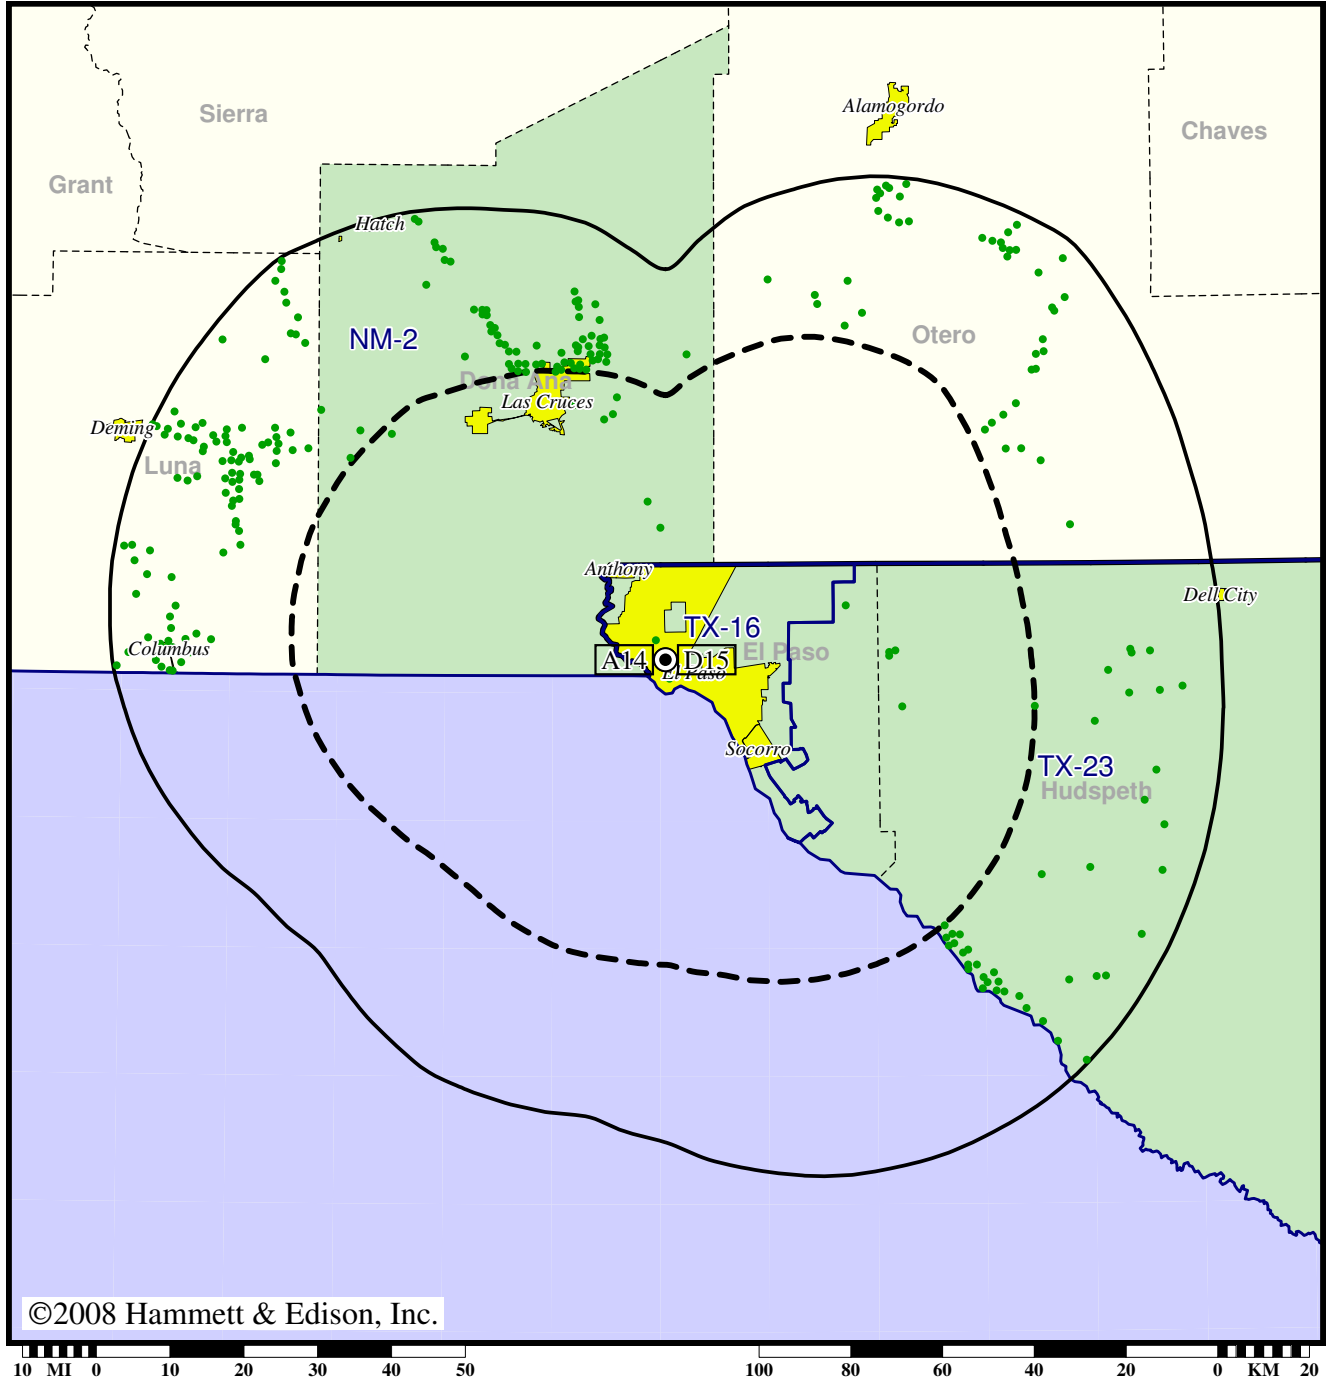 Alamogordo
Sierra
Chaves
Grant
Hatch
NM-2
Otero
Dona Ana
Las Cruces
Deming
Luna
Anthony
Dell City
TX-16
Columbus
El Paso
A14
D15
El Paso
Socorro
TX-23
Hudspeth
©2008 Hammett & Edison, Inc.
10 MI 0 10 20 30 40 50 100 80 60 40 20 0 KM 20